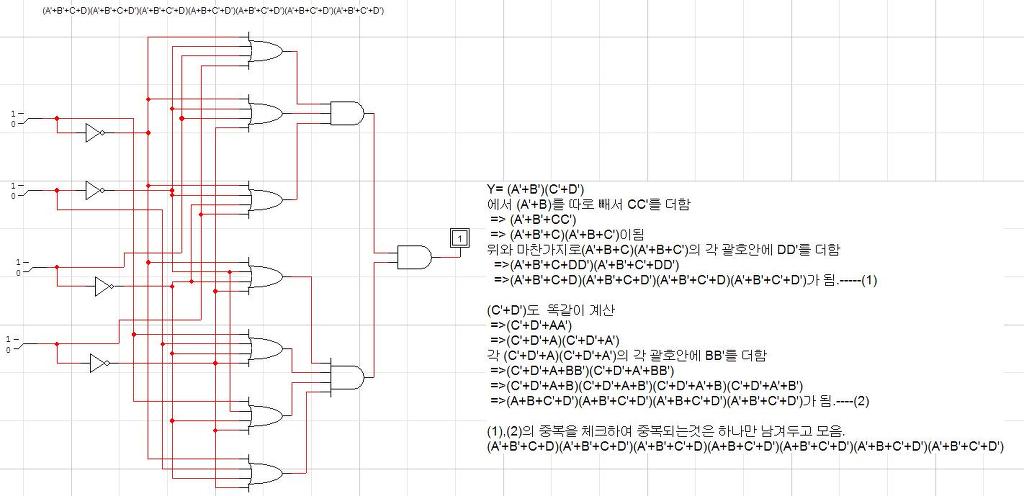 (A'+B'+C+D)(A'+B'+C+D')(A'+B'+C'+D)(A+B+C'+D')(A+B'+C'+D')(A'+B+C'+D')(A'+B'+C'+D')
1
0
1
0
1
0
1
0
1
Y= (A'+B')(C'+D')
에서 (A'+B)를 따로 빼서 CC'를 더함
=> (A'+B'+CC')
=> (A'+B'+C)(A'+B+C')이됨
위와 마찬가지로(A'+B+C)(A'+B+C')의 각 괄호안에 DD'를 더함
=>(A'+B'+C+DD')(A'+B'+C'+DD')
=>(A'+B'+C+D)(A'+B'+C+D')(A'+B'+C'+D)(A'+B'+C'+D')가 됨.-----(1)
(C'+D')도 똑같이 계산
=>(C'+D'+AA')
=>(C'+D'+A)(C'+D'+A')
각 (C'+D'+A)(C'+D'+A')의 각 괄호안에 BB'를 더함
=>(C'+D'+A+BB')(C'+D'+A'+BB')
=>(C'+D'+A+B)(C'+D'+A+B')(C'+D'+A'+B)(C'+D'+A'+B')
=>(A+B+C'+D')(A+B'+C'+D')(A'+B+C'+D')(A'+B'+C'+D')가 됨.----(2)
(1),(2)의 중복을 체크하여 중복되는것은 하나만 남겨두고 모음.
(A'+B'+C+D)(A'+B'+C+D')(A'+B'+C'+D)(A+B+C'+D')(A+B'+C'+D')(A'+B+C'+D')(A'+B'+C'+D')